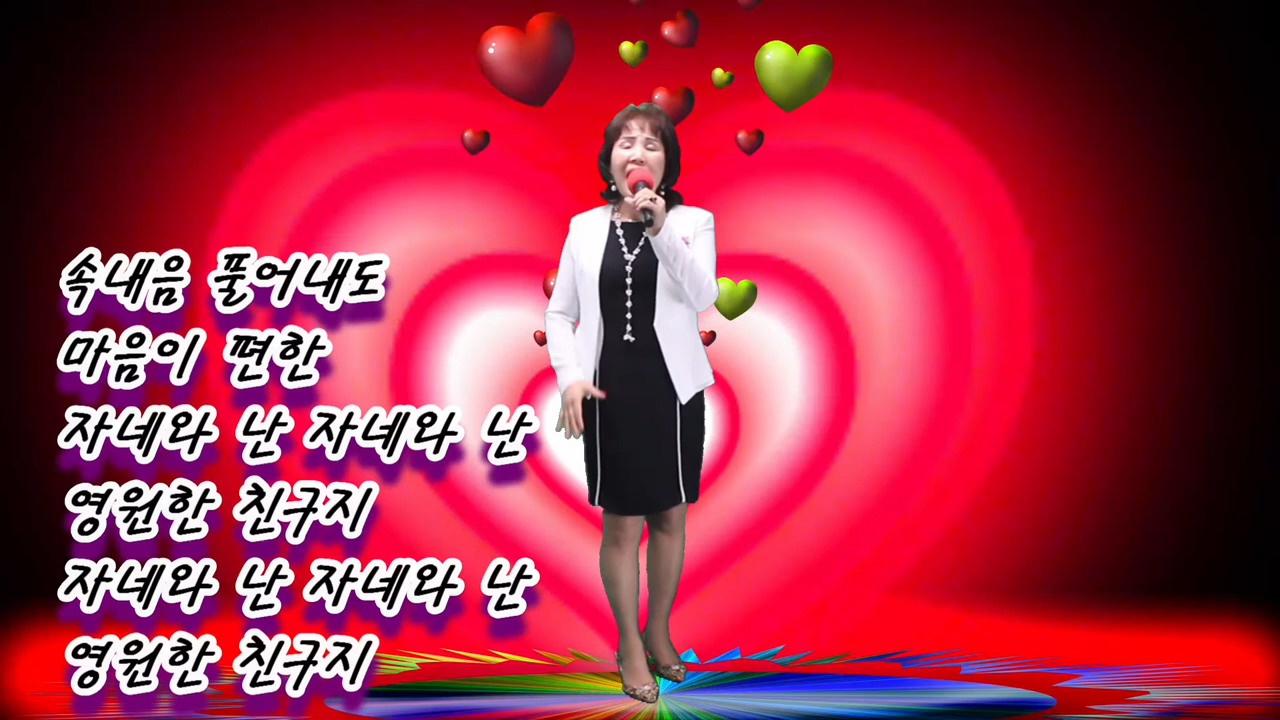 속내음 풀어내도
마음이 편한
자네와 난 자네와 난
영원한 친구지
자네와 난 자네와 난
영원한 친구지